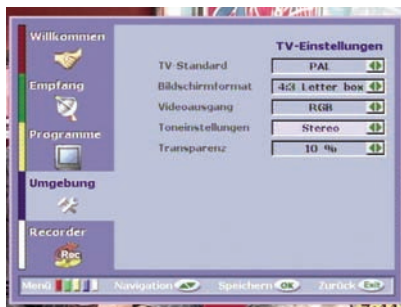 Willkommen
Empfang
Programme
Umgebung
Recorder
Rec
TV-Einstellungen
TV-Standard PAL
Bildschirmformat 4:3 Letter box
Videoausgang RGB
Toneinstellungen Stereo
Transparenz 10 %
Menü Navigation Speichern OK Zurück Exit